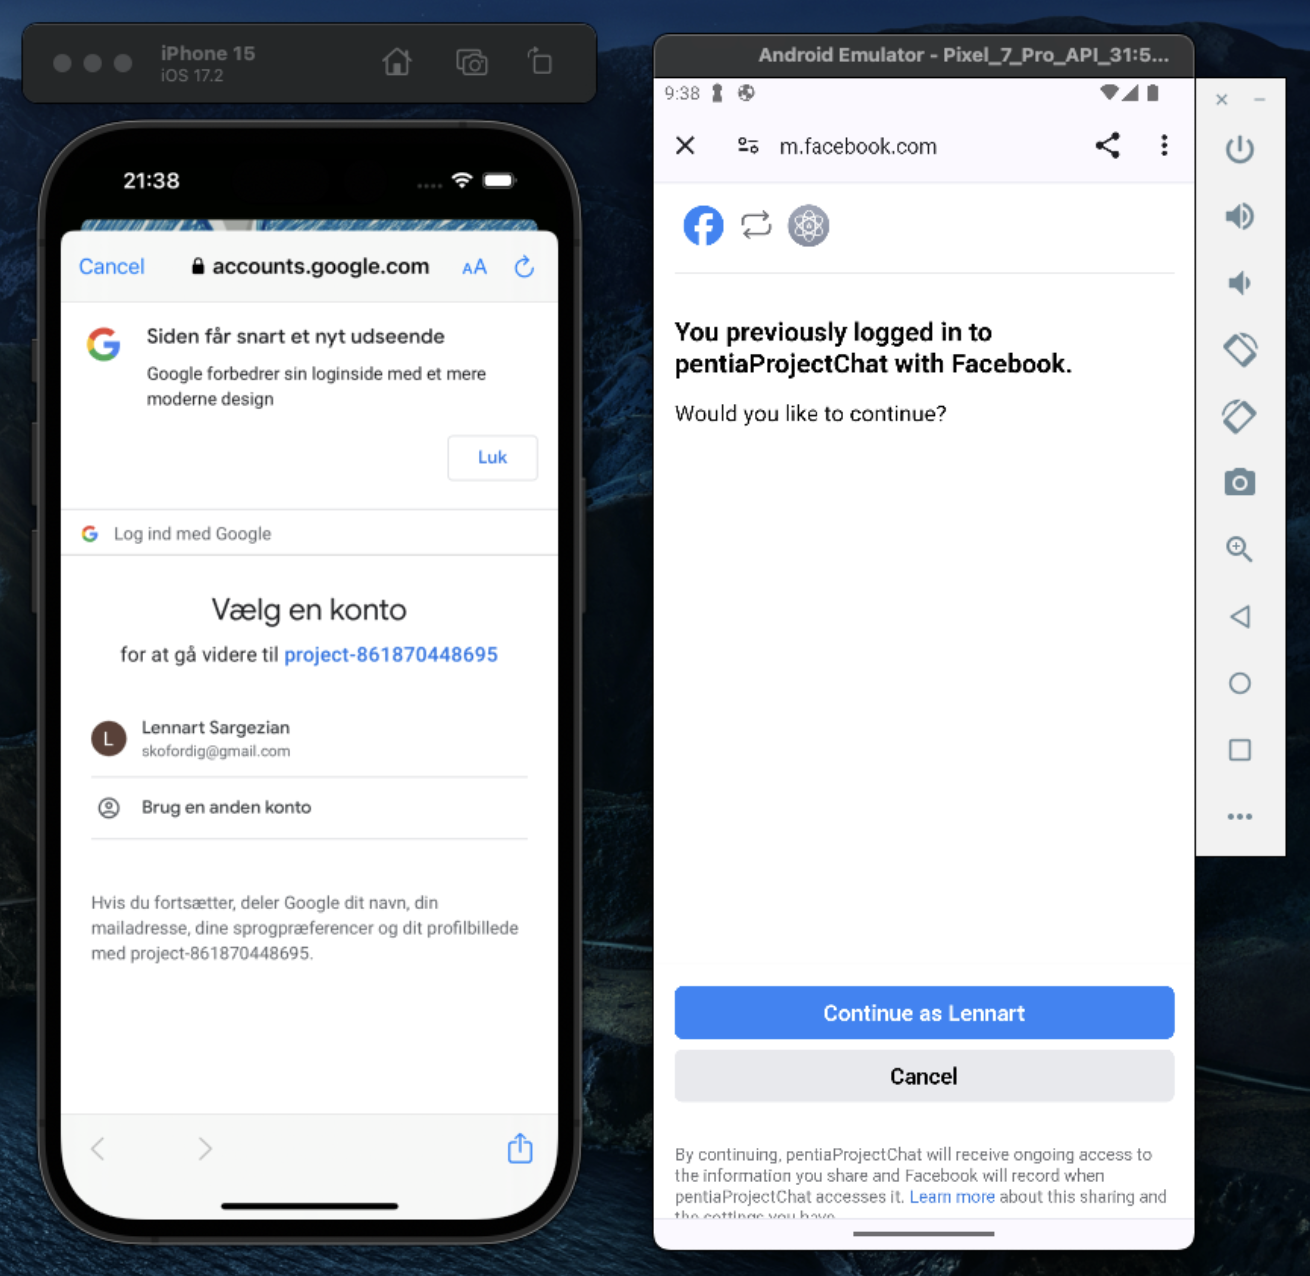 iPhone 15
iOS 17.2
21:38
Cancel
accounts.google.com
AA
Siden får snart et nyt udseende
Google forbedrer sin loginside med et mere
moderne design
Luk
Log ind med Google
Vælg en konto
for at gå videre til project-861870448695
L
Lennart Sargezian
skofordig@gmail.com
Brug en anden konto
Hvis du fortsætter, deler Google dit navn, din
mailadresse, dine sprogpræferencer og dit profilbillede
med project-861870448695.
Android Emulator - Pixel_7_Pro_API_31:5...
9:38
m.facebook.com
You previously logged in to
pentiaProjectChat with Facebook.
Would you like to continue?
Continue as Lennart
Cancel
By continuing, pentiaProjectChat will receive ongoing access to
the information you share and Facebook will record when
pentiaProjectChat accesses it. Learn more about this sharing and
the settings you have